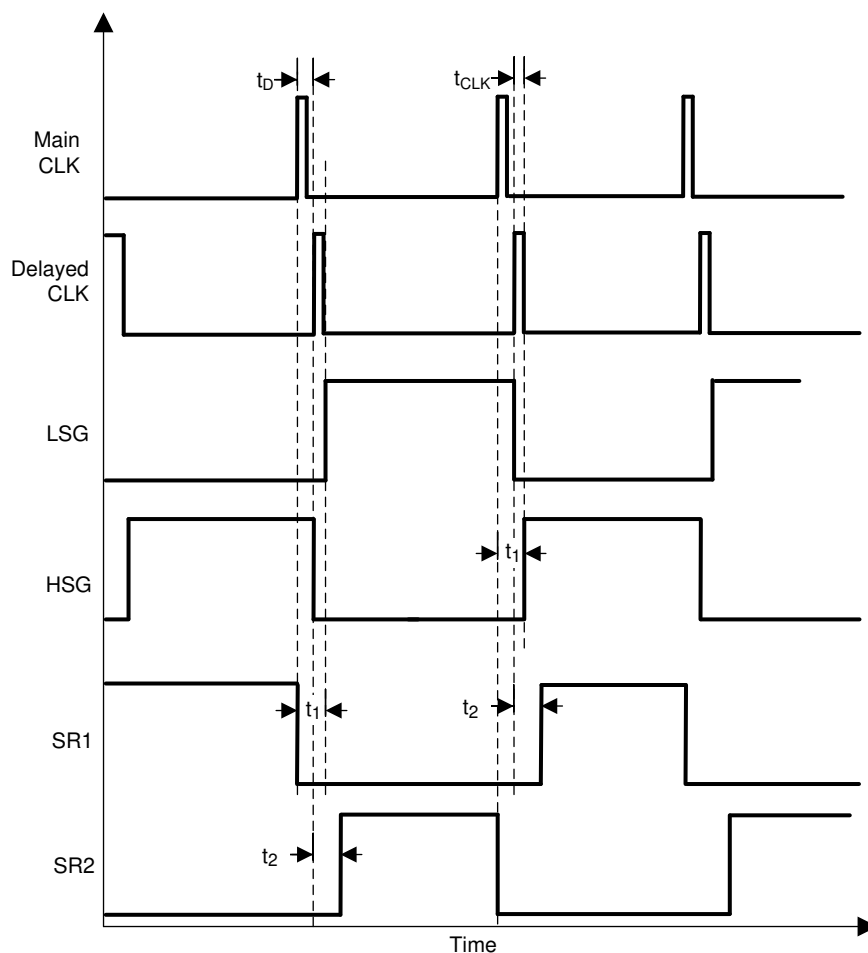 tD
tCLK
Main
CLK
Delayed
CLK
LSG
HSG
t1
SR1
t1
t2
SR2
t2
Time